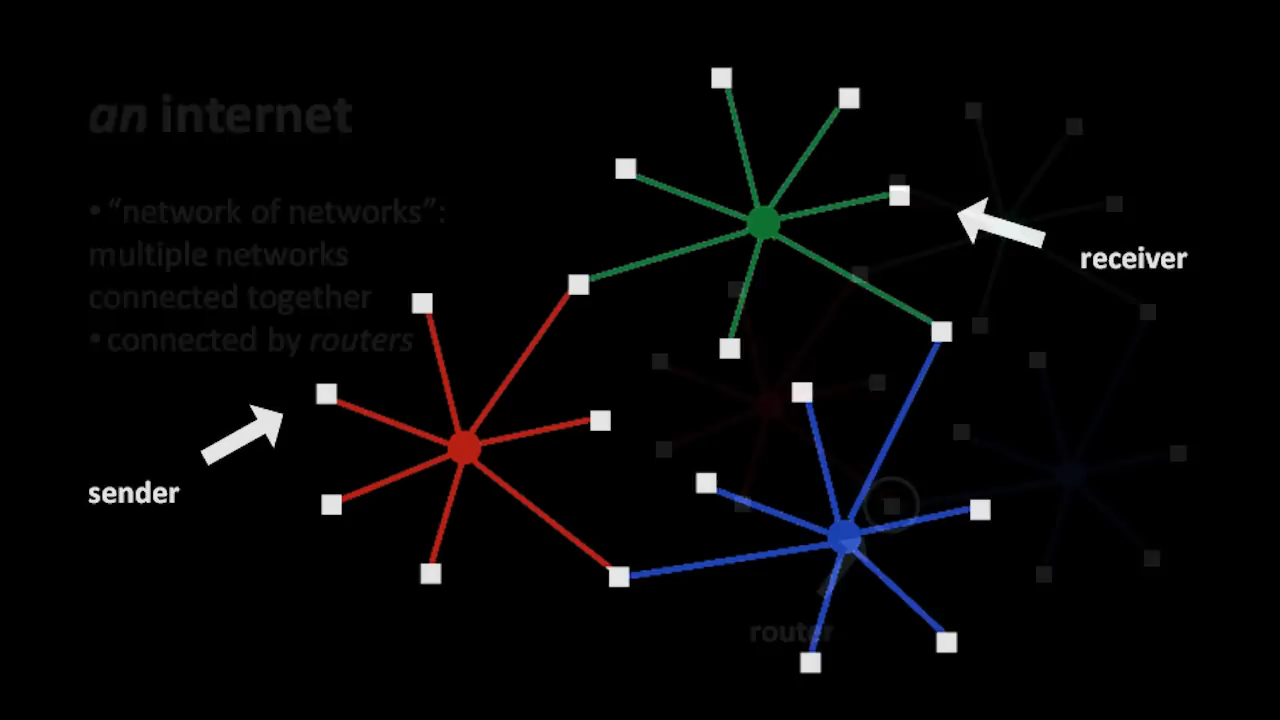 an internet
• “network of networks”:
multiple networks
connected together
• connected by routers
receiver
sender
router